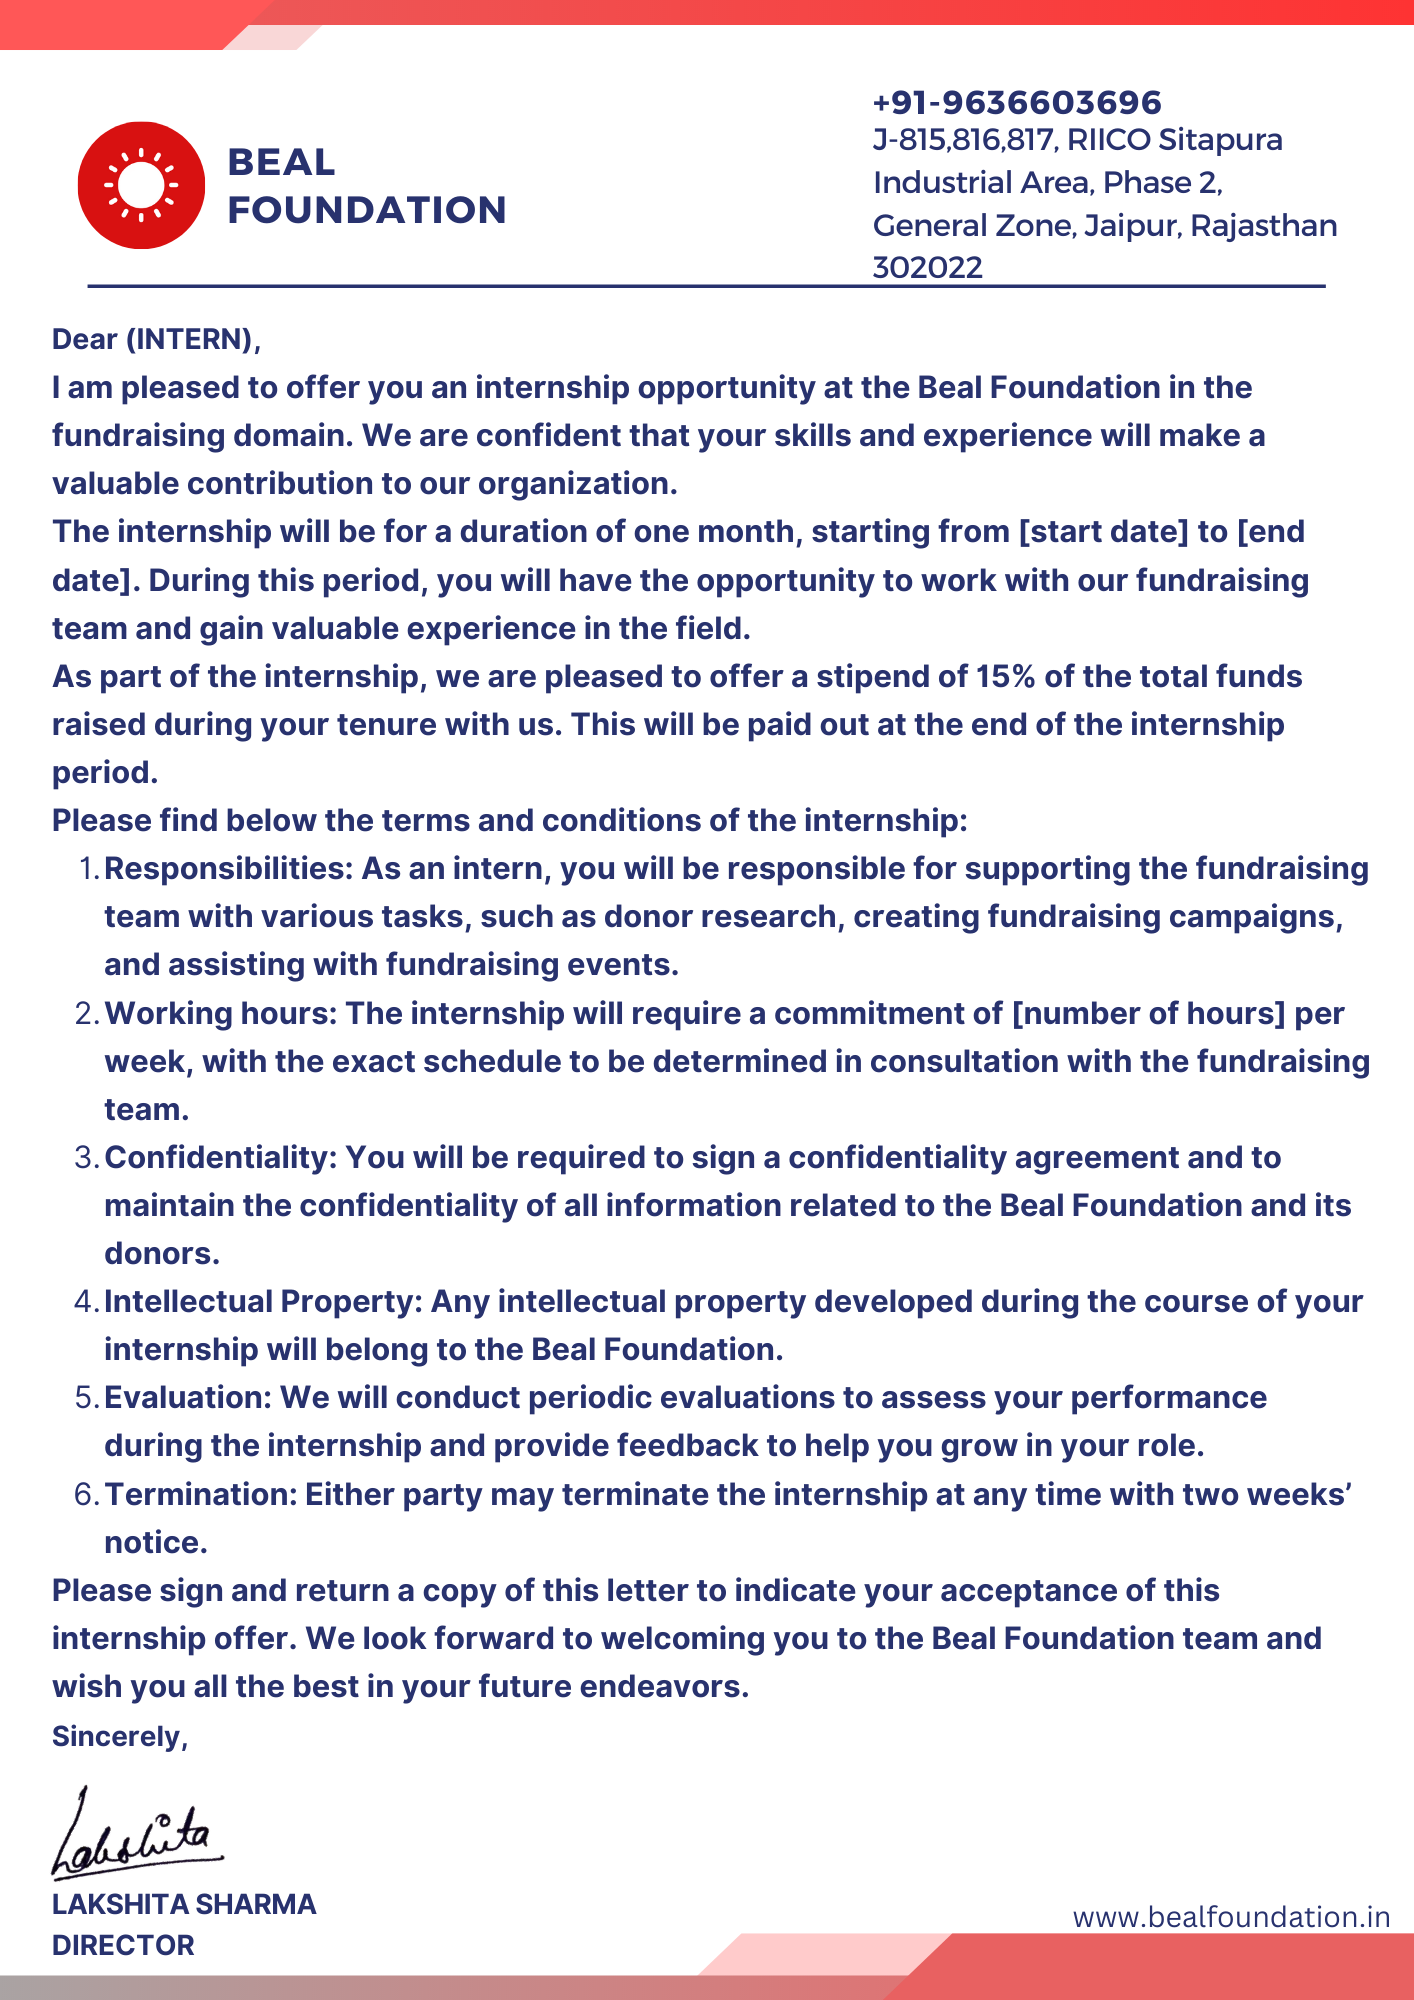 +91-9636603696
J-815,816,817, RIICO Sitapura
Industrial Area, Phase 2,
General Zone, Jaipur, Rajasthan
302022
BEAL
FOUNDATION
Dear (INTERN),
I am pleased to offer you an internship opportunity at the Beal Foundation in the
fundraising domain. We are confident that your skills and experience will make a
valuable contribution to our organization.
The internship will be for a duration of one month, starting from [start date] to [end
date]. During this period, you will have the opportunity to work with our fundraising
team and gain valuable experience in the field.
As part of the internship, we are pleased to offer a stipend of 15% of the total funds
raised during your tenure with us. This will be paid out at the end of the internship
period.
Please find below the terms and conditions of the internship:
1. Responsibilities: As an intern, you will be responsible for supporting the fundraising
team with various tasks, such as donor research, creating fundraising campaigns,
and assisting with fundraising events.
2. Working hours: The internship will require a commitment of [number of hours] per
week, with the exact schedule to be determined in consultation with the fundraising
team.
3. Confidentiality: You will be required to sign a confidentiality agreement and to
maintain the confidentiality of all information related to the Beal Foundation and its
donors.
4. Intellectual Property: Any intellectual property developed during the course of your
internship will belong to the Beal Foundation.
5. Evaluation: We will conduct periodic evaluations to assess your performance
during the internship and provide feedback to help you grow in your role.
6. Termination: Either party may terminate the internship at any time with two weeks’
notice.
Please sign and return a copy of this letter to indicate your acceptance of this
internship offer. We look forward to welcoming you to the Beal Foundation team and
wish you all the best in your future endeavors.
Sincerely,
Lakshita
LAKSHITA SHARMA
DIRECTOR
www.bealfoundation.in